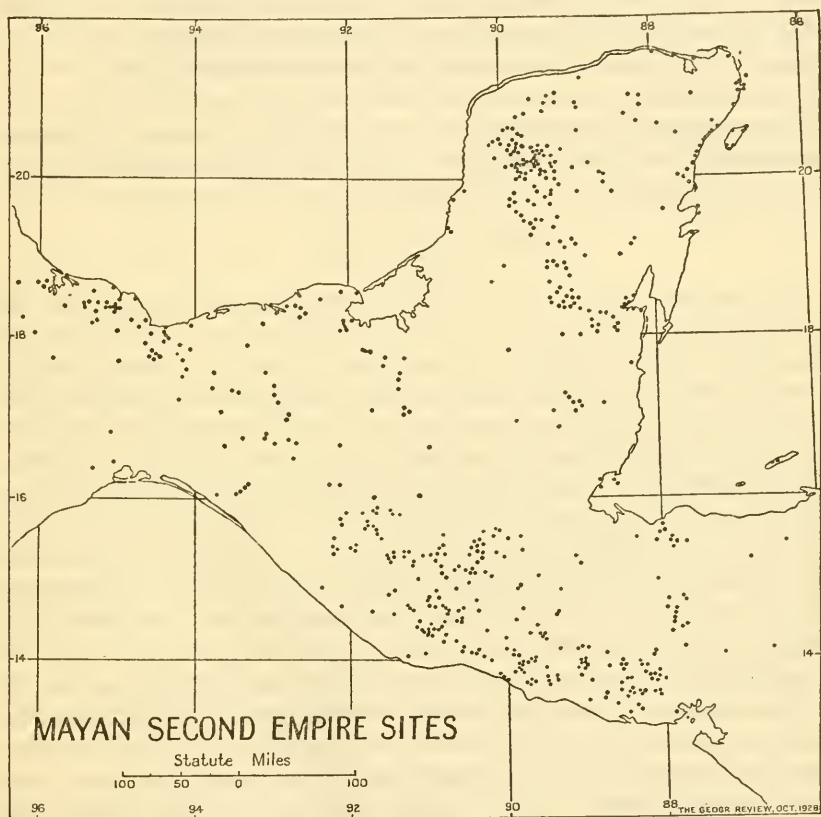 96 94 92 90 88 86
20 20
18 18
16
14 14
MAYAN SECOND EMPIRE SITES
Statute Miles
100 50 0 100
96 94 92 90 88
THE GEOGR REVIEW, OCT. 1928